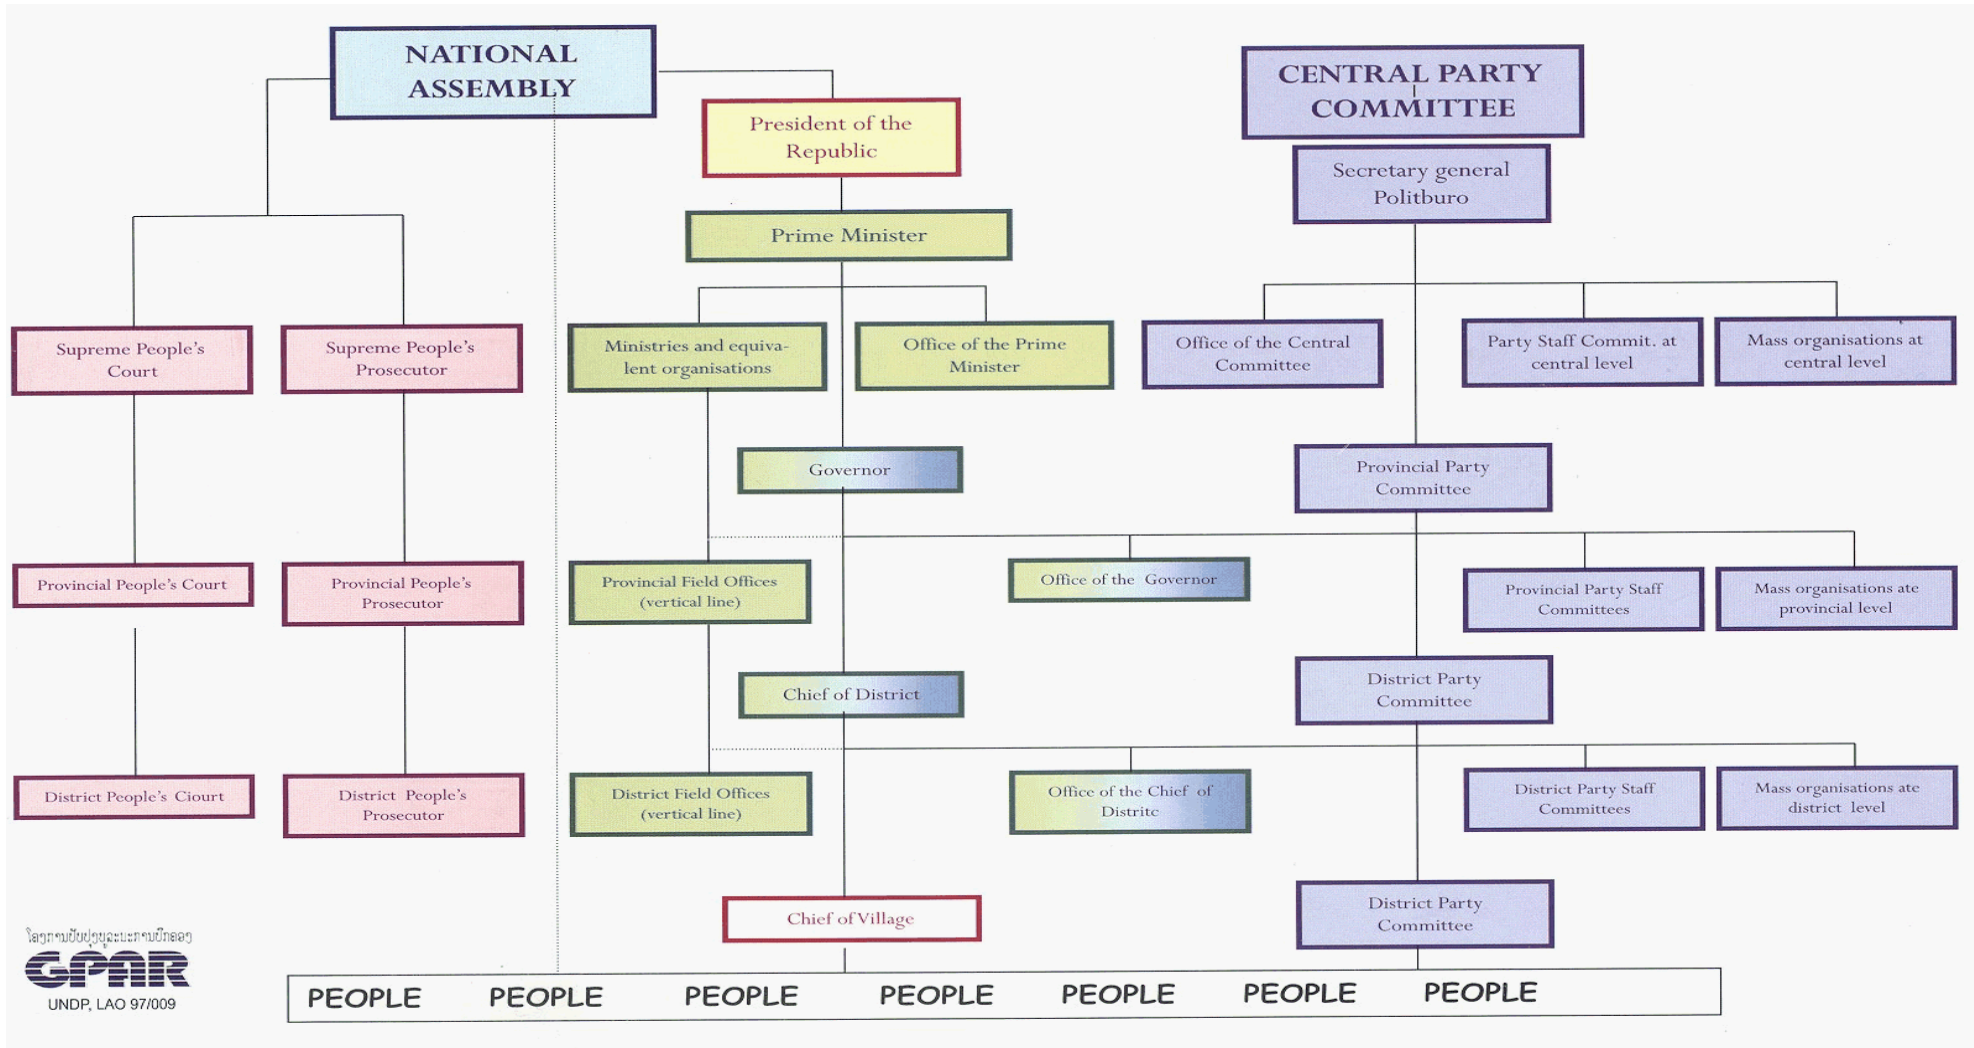 NATIONAL
ASSEMBLY
CENTRAL PARTY
COMMITTEE
President of the
Republic
Secretary general
Politburo
Prime Minister
Supreme People's
Court
Supreme People's
Prosecutor
Ministries and equiva-
lent organisations
Office of the Prime
Minister
Office of the Central
Committee
Party Staff Commit. at
central level
Mass organisations at
central level
Governor
Provincial Party
Committee
Provincial People's Court
Provincial People's
Prosecutor
Provincial Field Offices
(vertical line)
Office of the Governor
Provincial Party Staff
Committees
Mass organisations ate
provincial level
Chief of District
District Party
Committee
District People's Ciourt
District People's
Prosecutor
District Field Offices
(vertical line)
Office of the Chief of
Distritc
District Party Staff
Committees
Mass organisations ate
district level
Chief of Village
District Party
Committee
GPAR
UNDP, LAO 97/009
PEOPLE PEOPLE PEOPLE PEOPLE PEOPLE PEOPLE PEOPLE